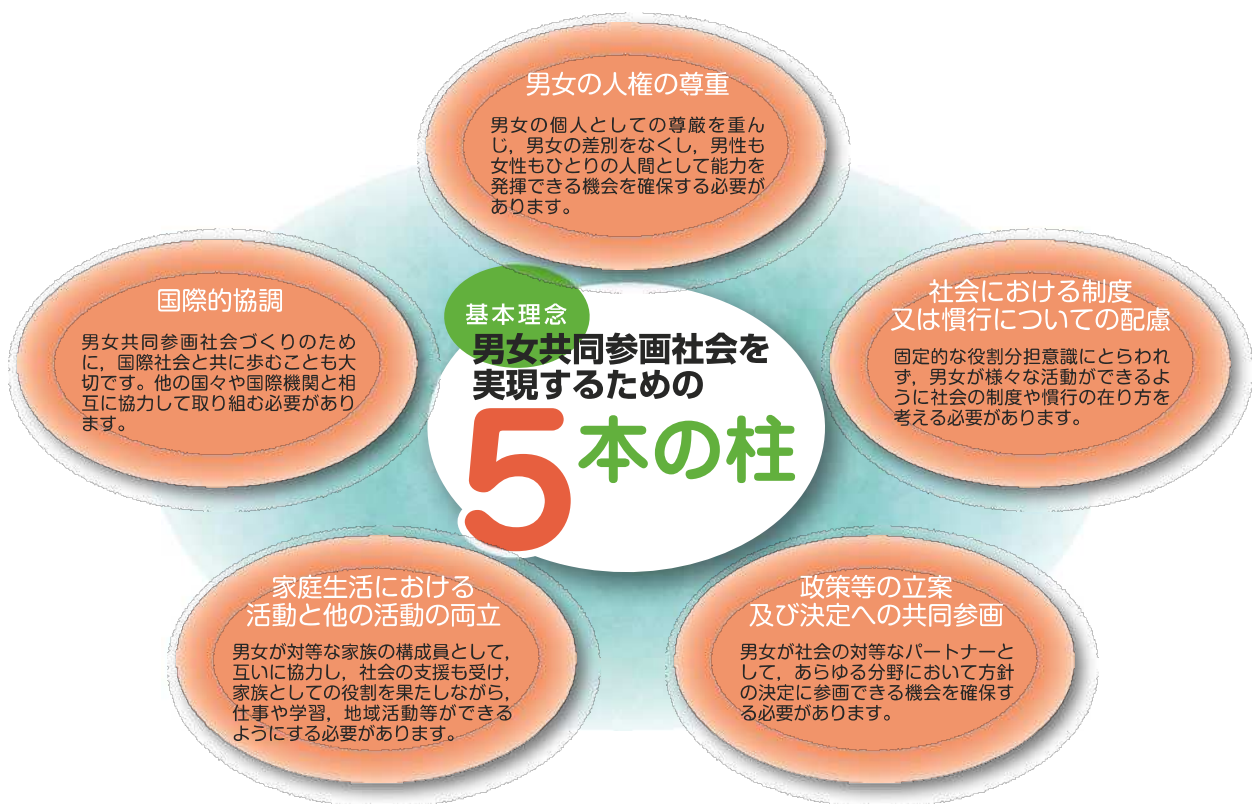 男女の人権の尊重
男女の個人としての尊厳を重ん
じ，男女の差別をなくし，男性も
女性もひとりの人間として能力を
発揮できる機会を確保する必要が
あります。
国際的協調
男女共同参画社会づくりのため
に，国際社会と共に歩むことも大
切です。他の国々や国際機関と相
互に協力して取り組む必要があり
ます。
基本理念
男女共同参画社会を
実現するための
5本の柱
社会における制度
又は慣行についての配慮
固定的な役割分担意識にとらわれ
ず，男女が様々な活動ができるよ
うに社会の制度や慣行の在り方を
考える必要があります。
家庭生活における
活動と他の活動の両立
男女が対等な家族の構成員として，
互いに協力し，社会の支援も受け，
家族としての役割を果たしながら，
仕事や学習，地域活動等ができる
ようにする必要があります。
政策等の立案
及び決定への共同参画
男女が社会の対等なパートナーと
して，あらゆる分野において方針
の決定に参画できる機会を確保す
る必要があります。